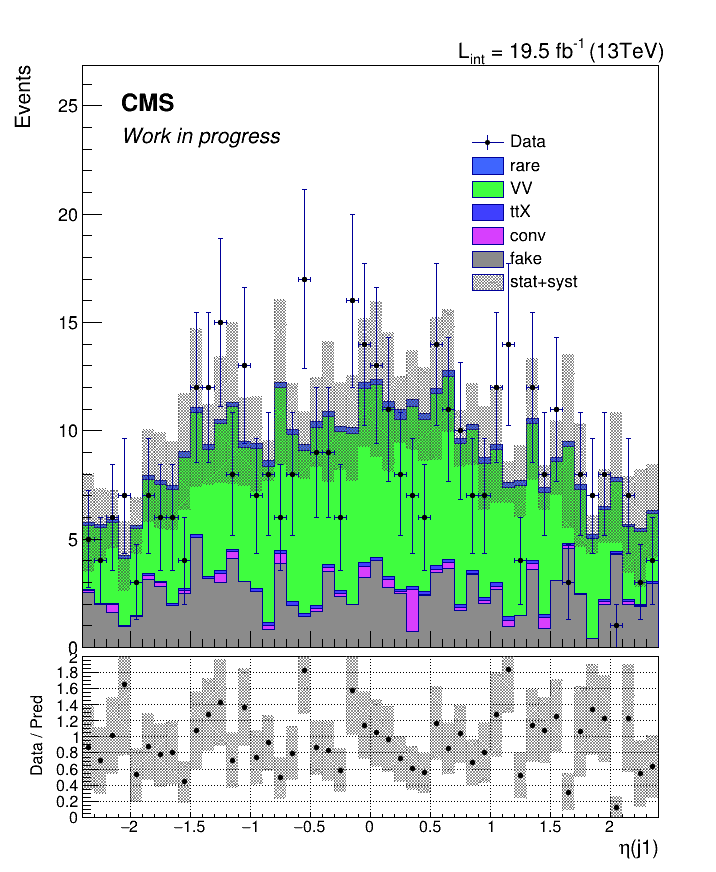 L_int = 19.5 fb^-1 (13TeV)
Events
CMS
Work in progress
Data
rare
VV
ttX
conv
fake
stat+syst
25
20
15
10
5
0
Data / Pred
2
1.8
1.6
1.4
1.2
1
0.8
0.6
0.4
0.2
0
−2 −1.5 −1 −0.5 0 0.5 1 1.5 2
η(j1)